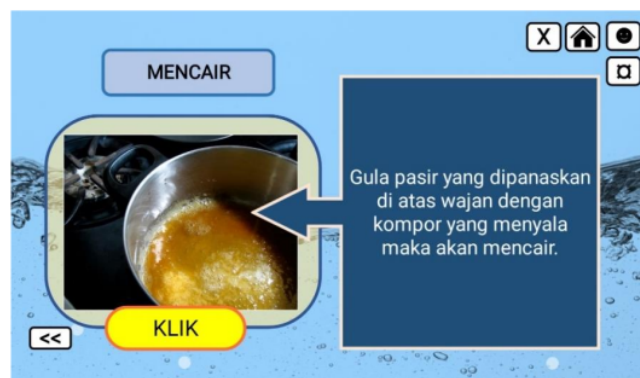 X
MENCAIR
Gula pasir yang dipanaskan
di atas wajan dengan
kompor yang menyala
maka akan mencair.
KLIK
<<